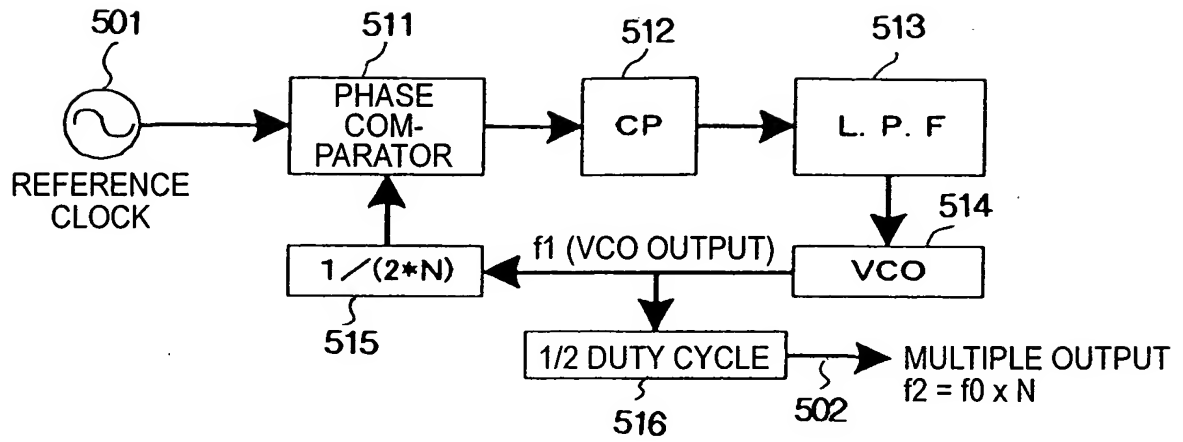 501
511
512
513
PHASE
COM-
PARATOR
CP
L. P. F
REFERENCE
CLOCK
514
f1 (VCO OUTPUT)
1/(2*N)
VCO
515
1/2 DUTY CYCLE
MULTIPLE OUTPUT
f2 = f0 x N
516
502